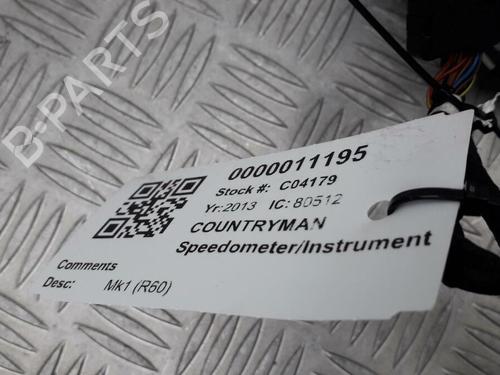 B-PARTS
0000011195
Stock #: C04179
Yr:2013 IC: 80512
COUNTRYMAN
Speedometer/Instrument
Comments
Desc: Mk1 (R60)